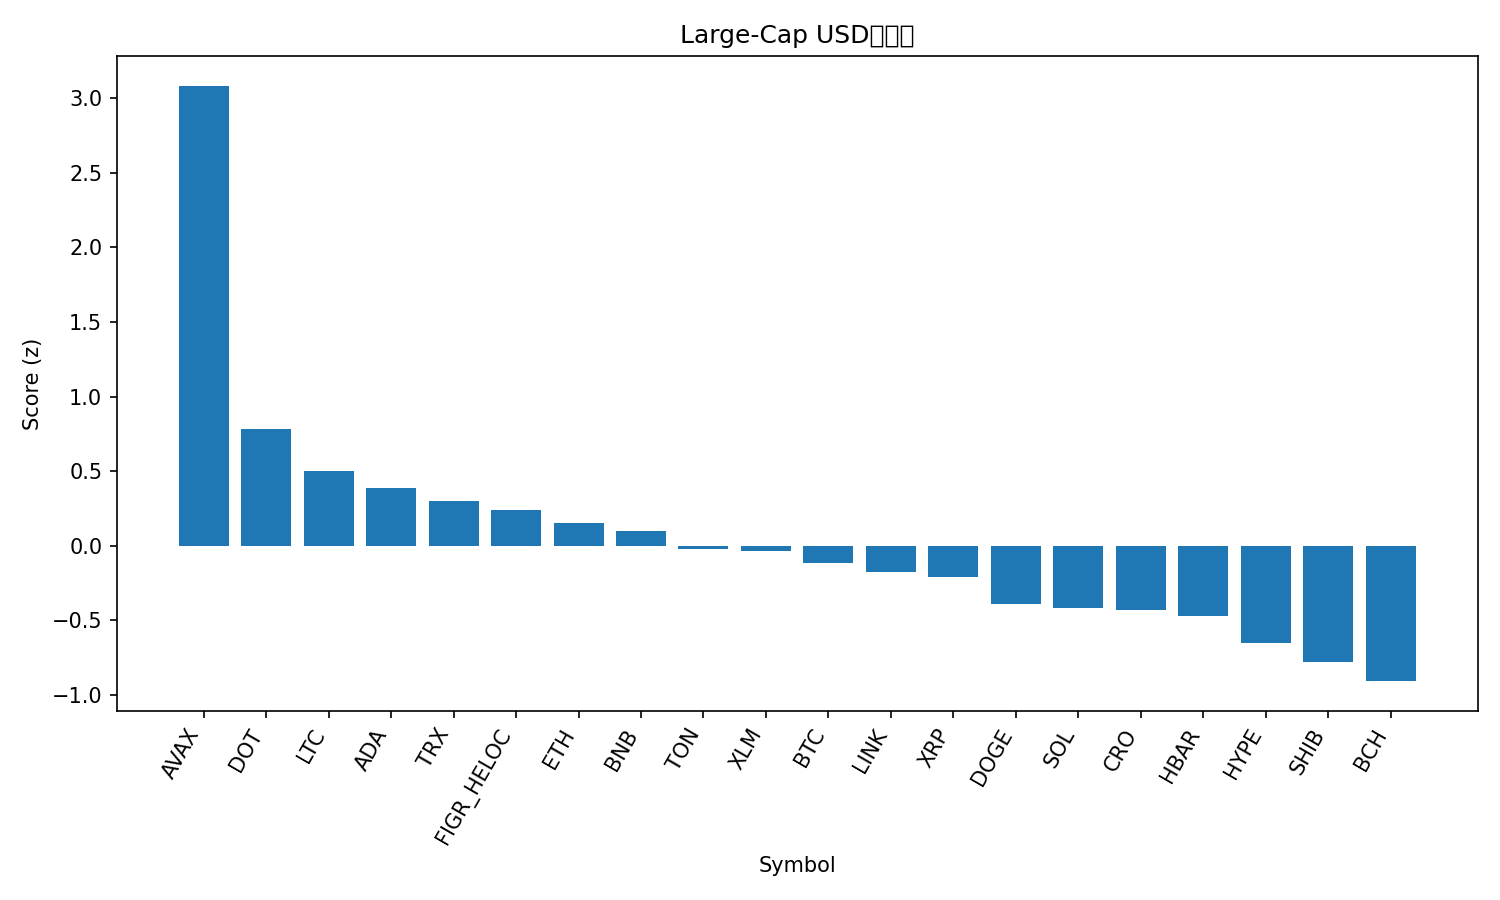 Large-Cap USD
Score (z)
3.0
2.5
2.0
1.5
1.0
0.5
0.0
−0.5
−1.0
AVAX
DOT
LTC
ADA
TRX
FIGR_HELOC
ETH
BNB
TON
XLM
BTC
LINK
XRP
DOGE
SOL
CRO
HBAR
HYPE
SHIB
BCH
Symbol